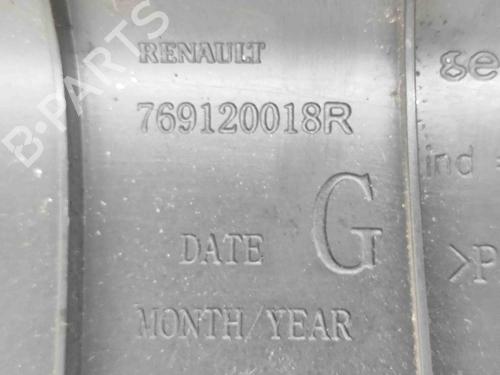 RENAULT
769120018R
DATE G
MONTH/YEAR
ge
ind
>P
B-PARTS